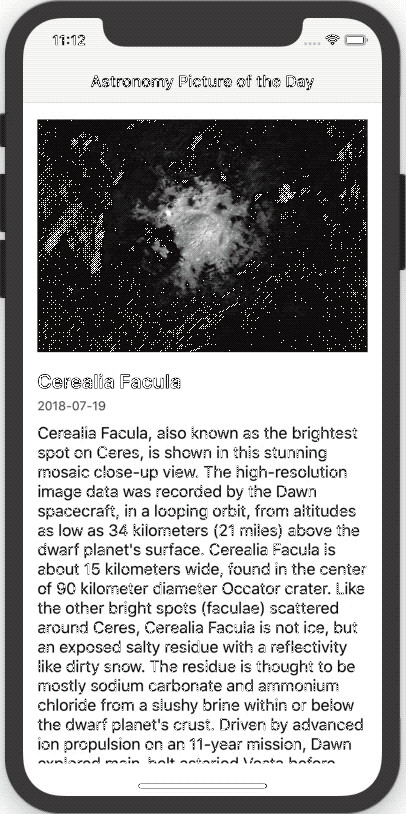 11:12
Astronomy Picture of the Day
Cerealia Facula
2018-07-19
Cerealia Facula, also known as the brightest
spot on Ceres, is shown in this stunning
mosaic close-up view. The high-resolution
image data was recorded by the Dawn
spacecraft, in a looping orbit, from altitudes
as low as 34 kilometers (21 miles) above the
dwarf planet's surface. Cerealia Facula is
about 15 kilometers wide, found in the center
of 90 kilometer diameter Occator crater. Like
the other bright spots (faculae) scattered
around Ceres, Cerealia Facula is not ice, but
an exposed salty residue with a reflectivity
like dirty snow. The residue is thought to be
mostly sodium carbonate and ammonium
chloride from a slushy brine within or below
the dwarf planet's crust. Driven by advanced
ion propulsion on an 11-year mission, Dawn
explored main-belt asteriod Vesta before